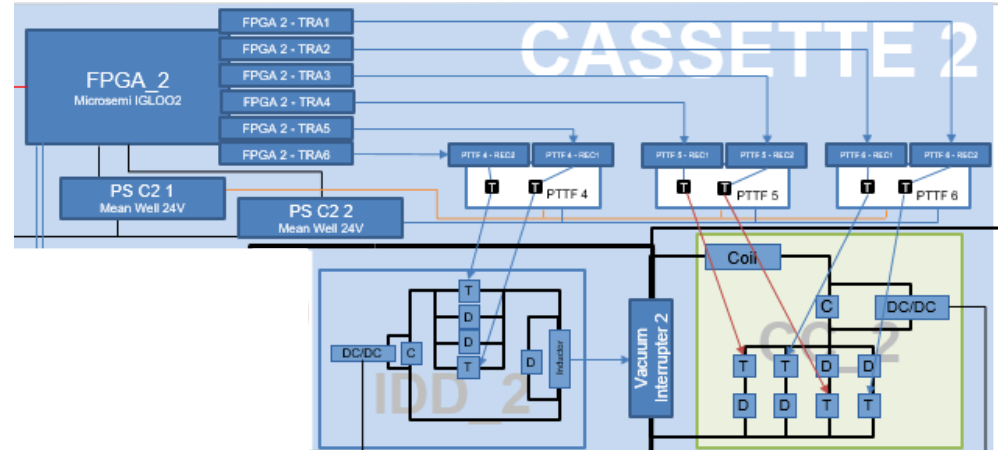 FPGA 2 - TRA1
CASSETTE 2
FPGA 2 - TRA2
FPGA_2
Microsemi IGLOO2
FPGA 2 - TRA3
FPGA 2 - TRA4
FPGA 2 - TRA5
FPGA 2 - TRA6
PTTF 4 - REC2
PTTF 4 - REC1
PTTF 5 - REC1
PTTF 5 - REC2
PTTF 6 - REC1
PTTF 6 - REC2
T
T
PTTF 4
T
T
PTTF 5
T
T
PTTF 6
PS C2 1
Mean Well 24V
PS C2 2
Mean Well 24V
Coil
T
D
D
T
DC/DC
C
D
Inductor
IDD_2
Vacuum
Interrupter 2
C
DC/DC
CC_2
T
T
D
D
D
D
T
T